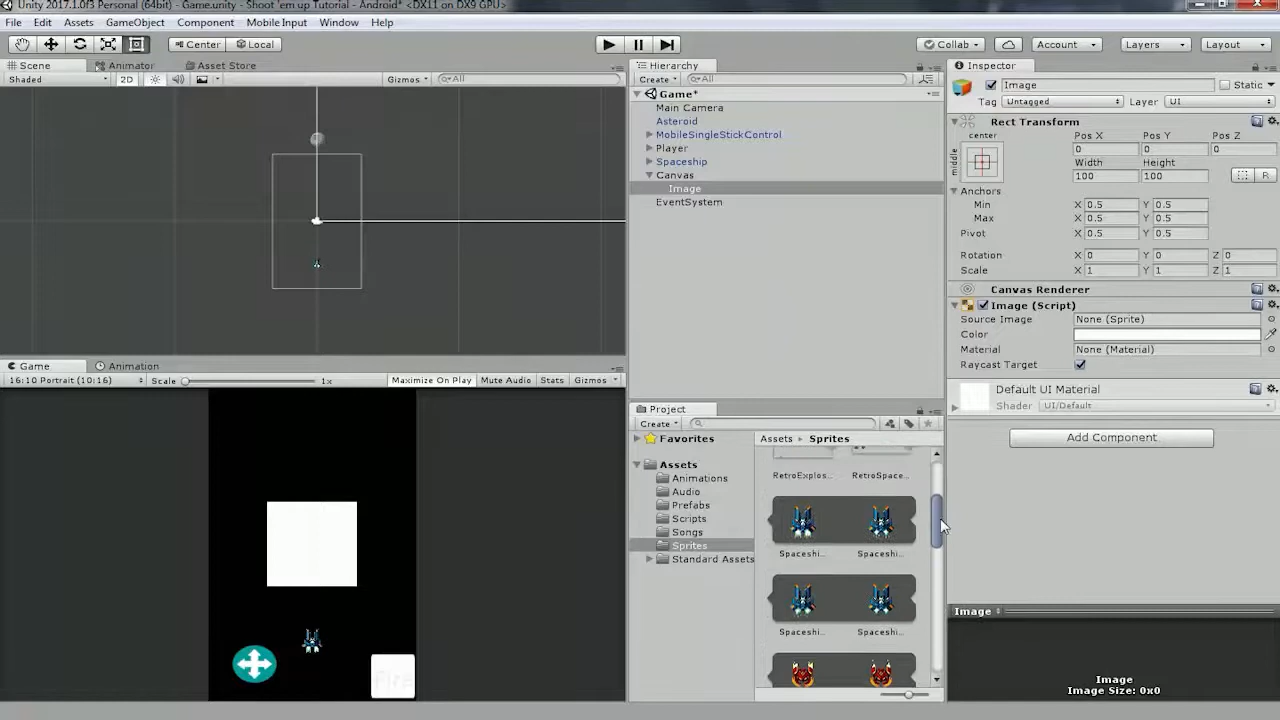 Unity 2017.1.0f3 Personal (64bit) - Game.unity - Shoot 'em up Tutorial - Android* <DX11 on DX9 GPU>
File Edit Assets GameObject Component Mobile Input Window Help
Center Local Collab Account Layers Layout
Scene Animator Asset Store
Shaded 2D Gizmos All
Hierarchy
Create All
Game*
Main Camera
Asteroid
MobileSingleStickControl
Player
Spaceship
Canvas
Image
EventSystem
Game Animation
16:10 Portrait (10:16) Scale 1x Maximize On Play Mute Audio Stats Gizmos
Fire
Project
Create
Favorites
Assets
Animations
Audio
Prefabs
Scripts
Songs
Sprites
Standard Assets
Assets Sprites
RetroExplos... RetroSpace...
Spaceshi... Spaceshi...
Spaceshi... Spaceshi...
Inspector
Image Static
Tag Untagged Layer UI
Rect Transform
center Pos X Pos Y Pos Z
middle 0 0 0
Width Height
100 100 R
Anchors
Min X 0.5 Y 0.5
Max X 0.5 Y 0.5
Pivot X 0.5 Y 0.5
Rotation X 0 Y 0 Z 0
Scale X 1 Y 1 Z 1
Canvas Renderer
Image (Script)
Source Image None (Sprite)
Color
Material None (Material)
Raycast Target
Default UI Material
Shader UI/Default
Add Component
Image
Image
Image Size: 0x0